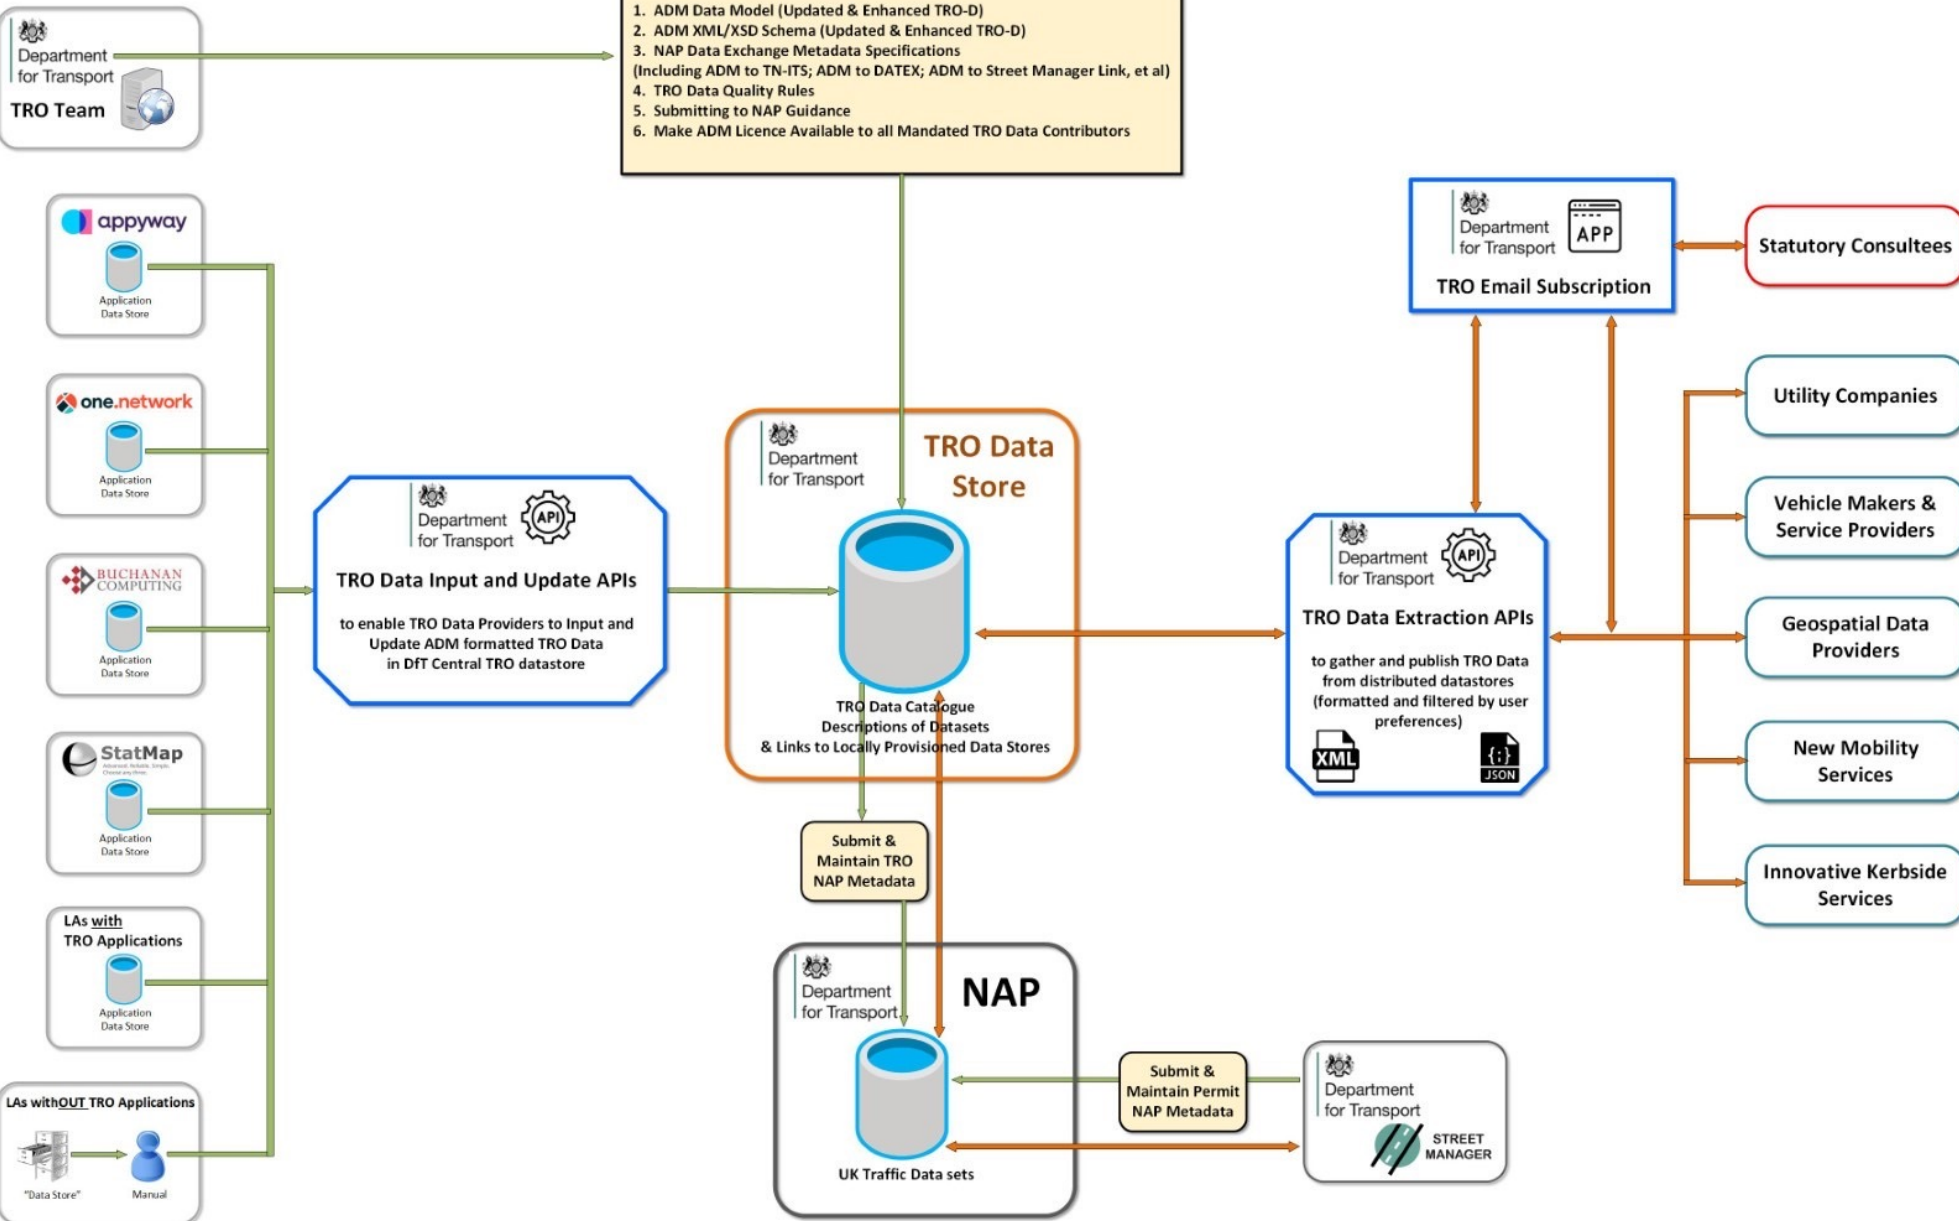 Department
for Transport
TRO Team
1. ADM Data Model (Updated & Enhanced TRO-D)
2. ADM XML/XSD Schema (Updated & Enhanced TRO-D)
3. NAP Data Exchange Metadata Specifications
(Including ADM to TN-ITS; ADM to DATEX; ADM to Street Manager Link, et al)
4. TRO Data Quality Rules
5. Submitting to NAP Guidance
6. Make ADM Licence Available to all Mandated TRO Data Contributors
appyway
Application
Data Store
one.network
Application
Data Store
BUCHANAN
COMPUTING
Application
Data Store
StatMap
Advanced. Reliable. Simple.
Choose any three.
Application
Data Store
LAs with
TRO Applications
Application
Data Store
LAs withOUT TRO Applications
"Data Store"
Manual
Department
for Transport
API
TRO Data Input and Update APIs
to enable TRO Data Providers to Input and
Update ADM formatted TRO Data
in DfT Central TRO datastore
Department
for Transport
TRO Data
Store
TRO Data Catalogue
Descriptions of Datasets
& Links to Locally Provisioned Data Stores
Submit &
Maintain TRO
NAP Metadata
Department
for Transport
NAP
UK Traffic Data sets
Submit &
Maintain Permit
NAP Metadata
Department
for Transport
STREET
MANAGER
Department
for Transport
APP
TRO Email Subscription
Department
for Transport
API
TRO Data Extraction APIs
to gather and publish TRO Data
from distributed datastores
(formatted and filtered by user
preferences)
XML
{:}
JSON
Statutory Consultees
Utility Companies
Vehicle Makers &
Service Providers
Geospatial Data
Providers
New Mobility
Services
Innovative Kerbside
Services